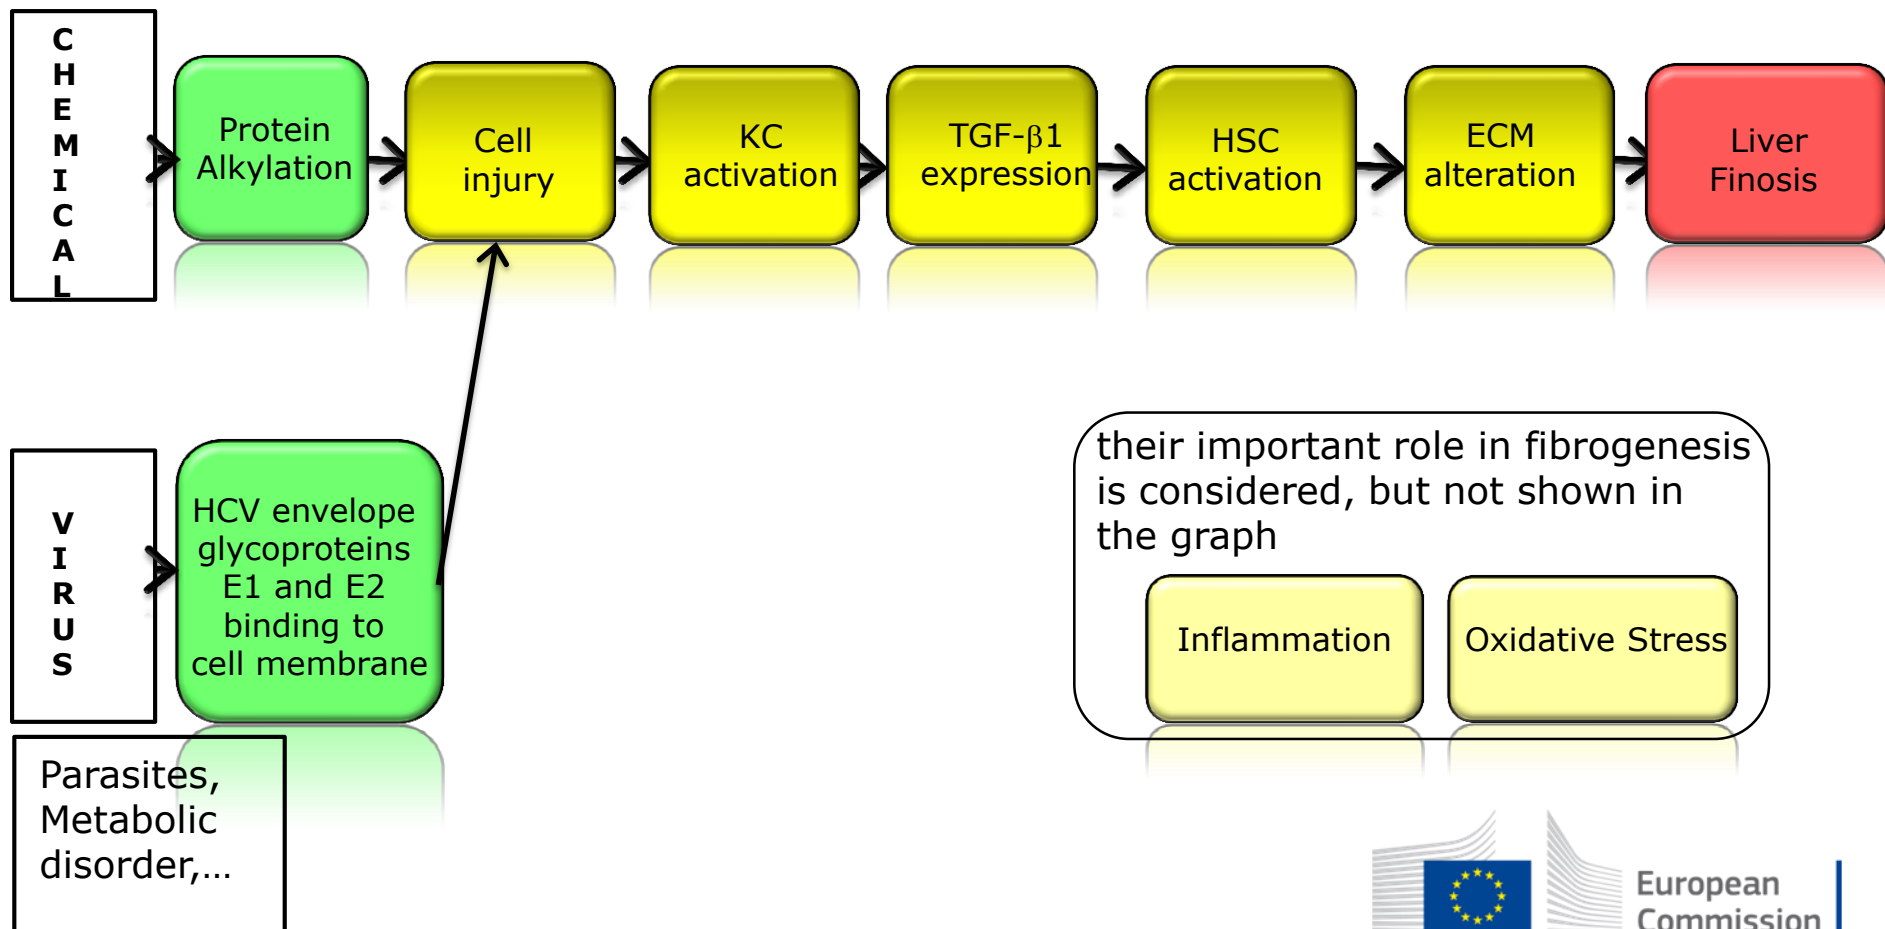 CHEMICAL
Protein
Alkylation
Cell
injury
KC
activation
TGF-β1
expression
HSC
activation
ECM
alteration
Liver
Finosis
VIRUS
HCV envelope
glycoproteins
E1 and E2
binding to
cell membrane
their important role in fibrogenesis
is considered, but not shown in
the graph
Inflammation
Oxidative Stress
Parasites,
Metabolic
disorder,...
European
Commission